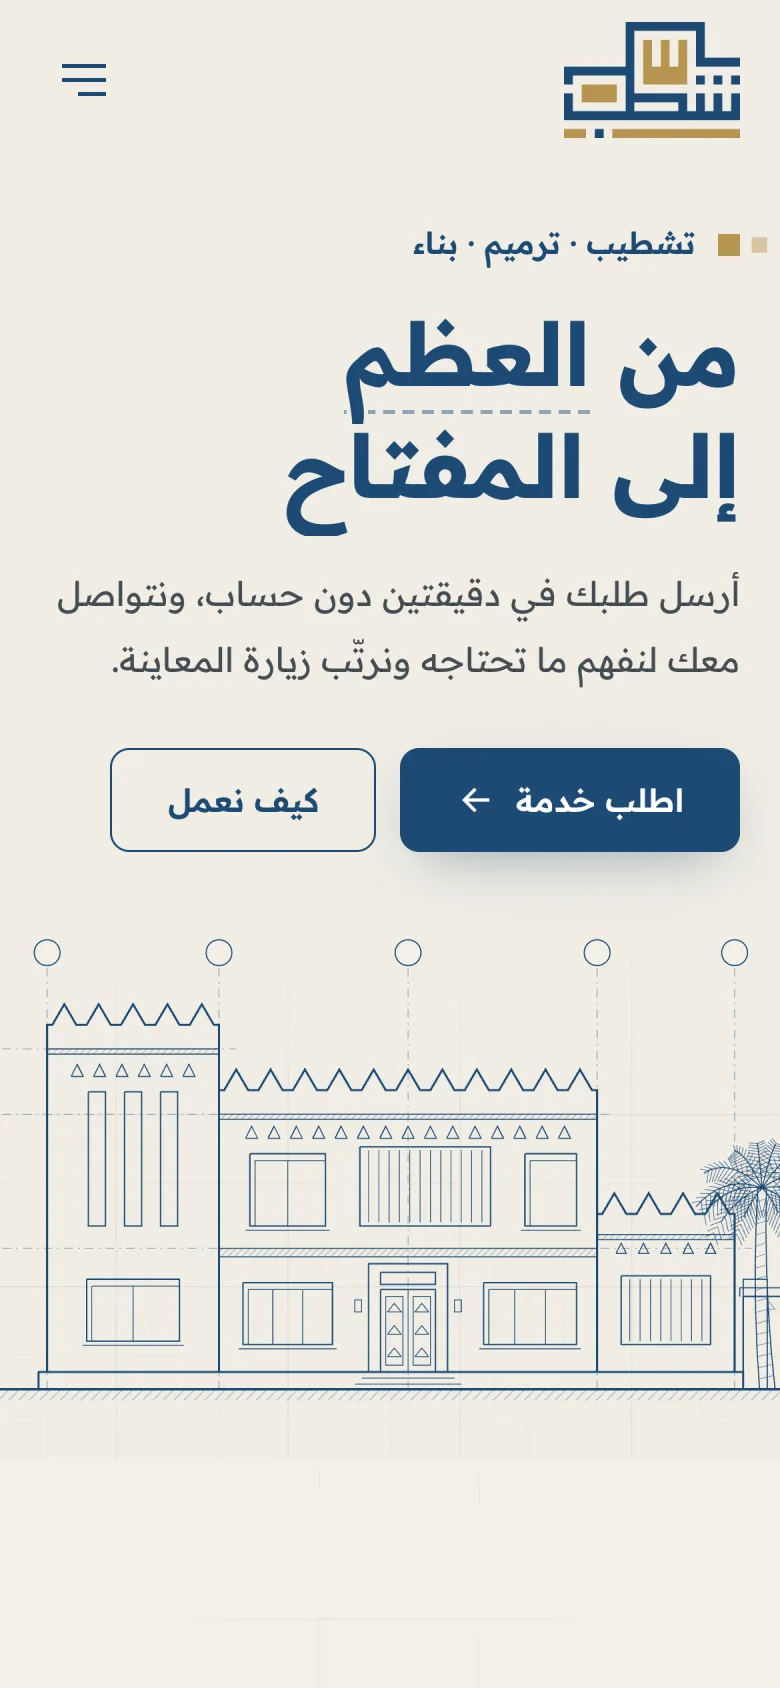 تشطيب · ترميم · بناء
من العظم
إلى المفتاح
أرسل طلبك في دقيقتين دون حساب، ونتواصل
معك لنفهم ما تحتاجه ونرتّب زيارة المعاينة.
اطلب خدمة ←
كيف نعمل